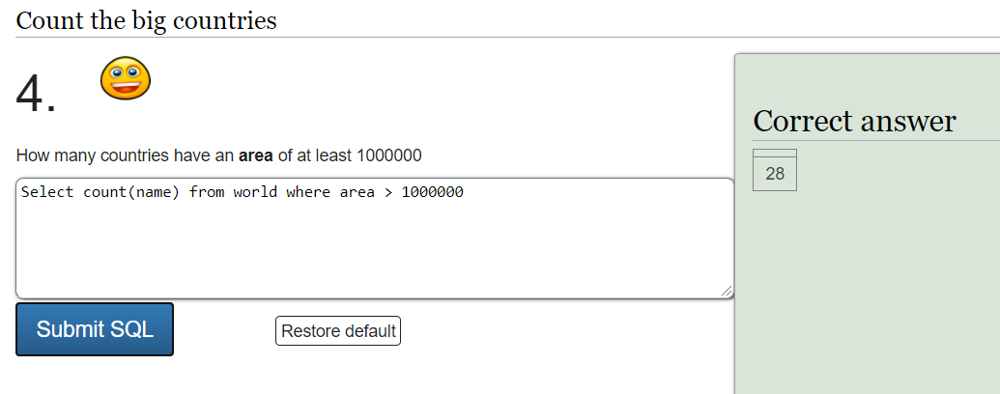 Count the big countries
4.
How many countries have an area of at least 1000000
Select count(name) from world where area > 1000000
Submit SQL
Restore default
Correct answer
28